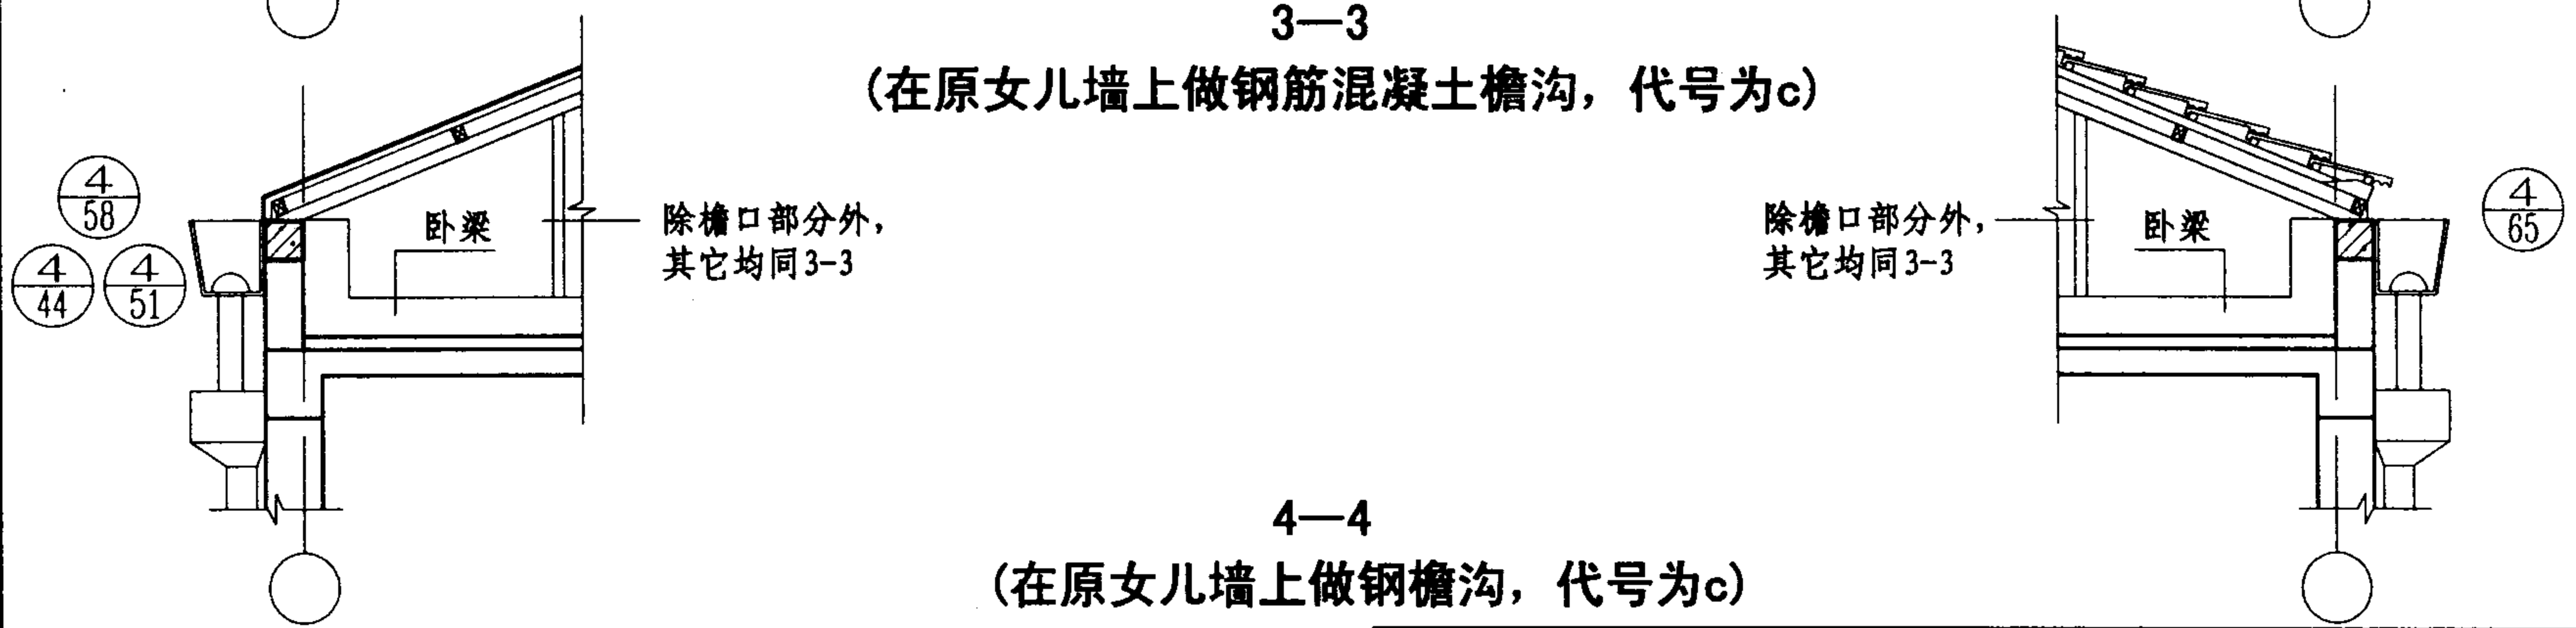 3—3
(在原女儿墙上做钢筋混凝土檐沟，代号为c)
4
58
4
44
4
51
卧梁
除檐口部分外，
其它均同3-3
除檐口部分外，
其它均同3-3
卧梁
4
65
4—4
(在原女儿墙上做钢檐沟，代号为c)